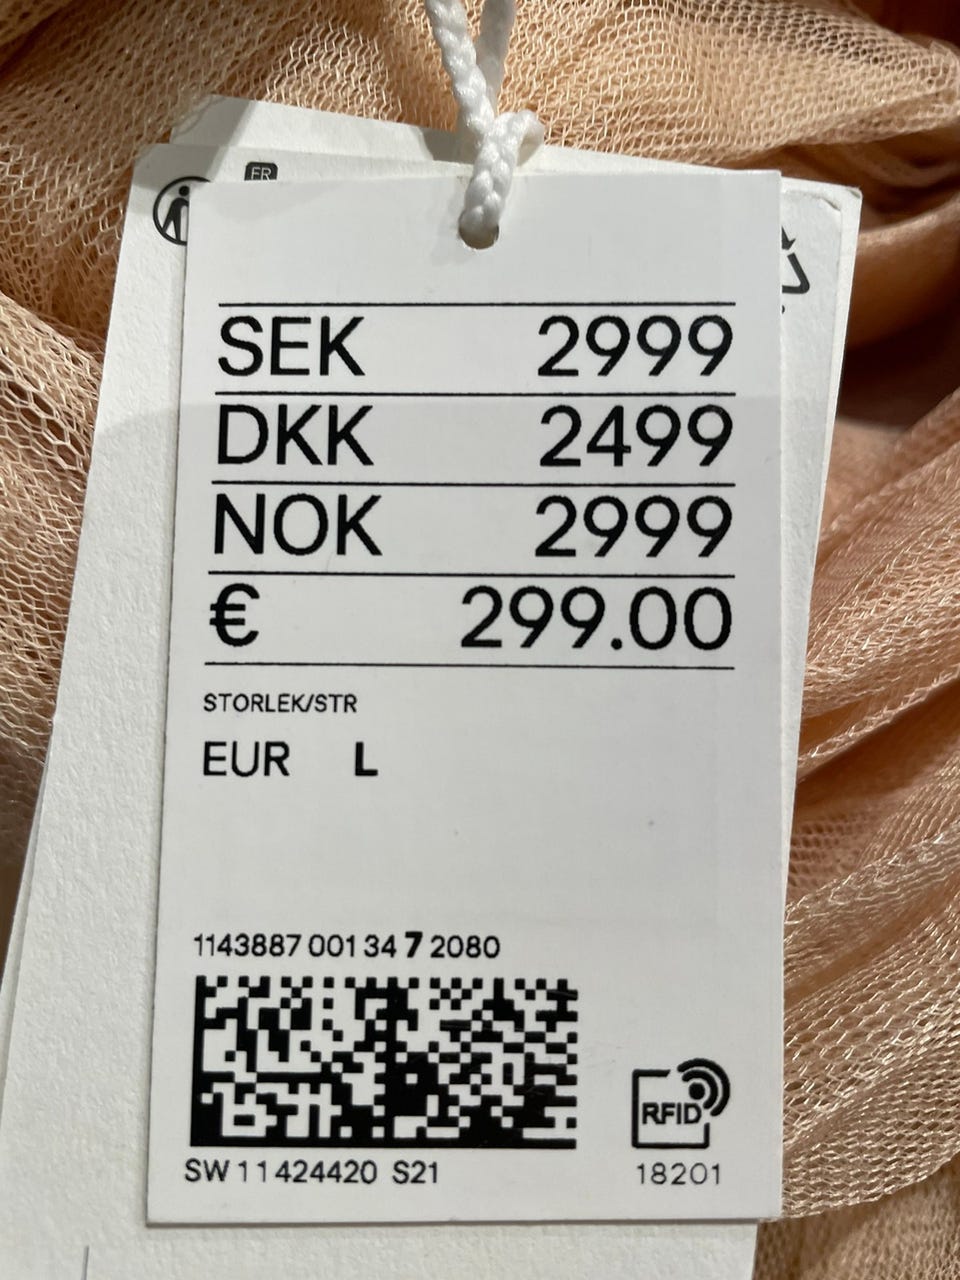 FR
SEK 2999
DKK 2499
NOK 2999
€ 299.00
STORLEK/STR
EUR L
1143887 001 34 7 2080
SW 11 424420 S21
RFID
18201